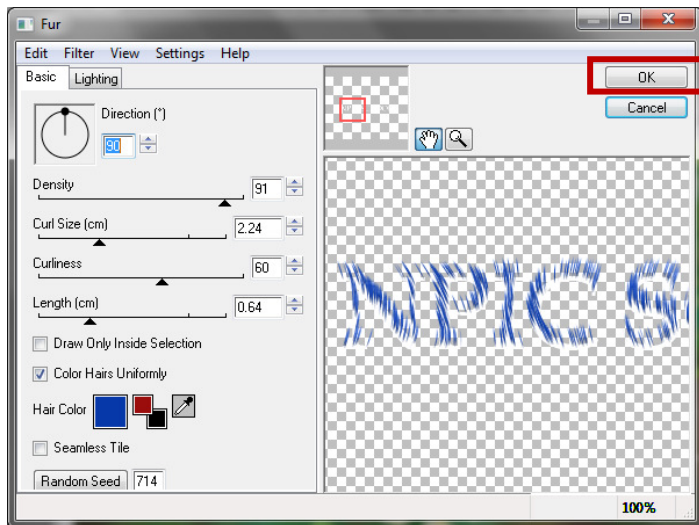 Fur
Edit Filter View Settings Help
Basic Lighting
OK
Cancel
Direction (°)
90
Density
91
Curl Size (cm)
2.24
Curliness
60
Length (cm)
0.64
Draw Only Inside Selection
Color Hairs Uniformly
Hair Color
Seamless Tile
Random Seed 714
NPIC S
100%